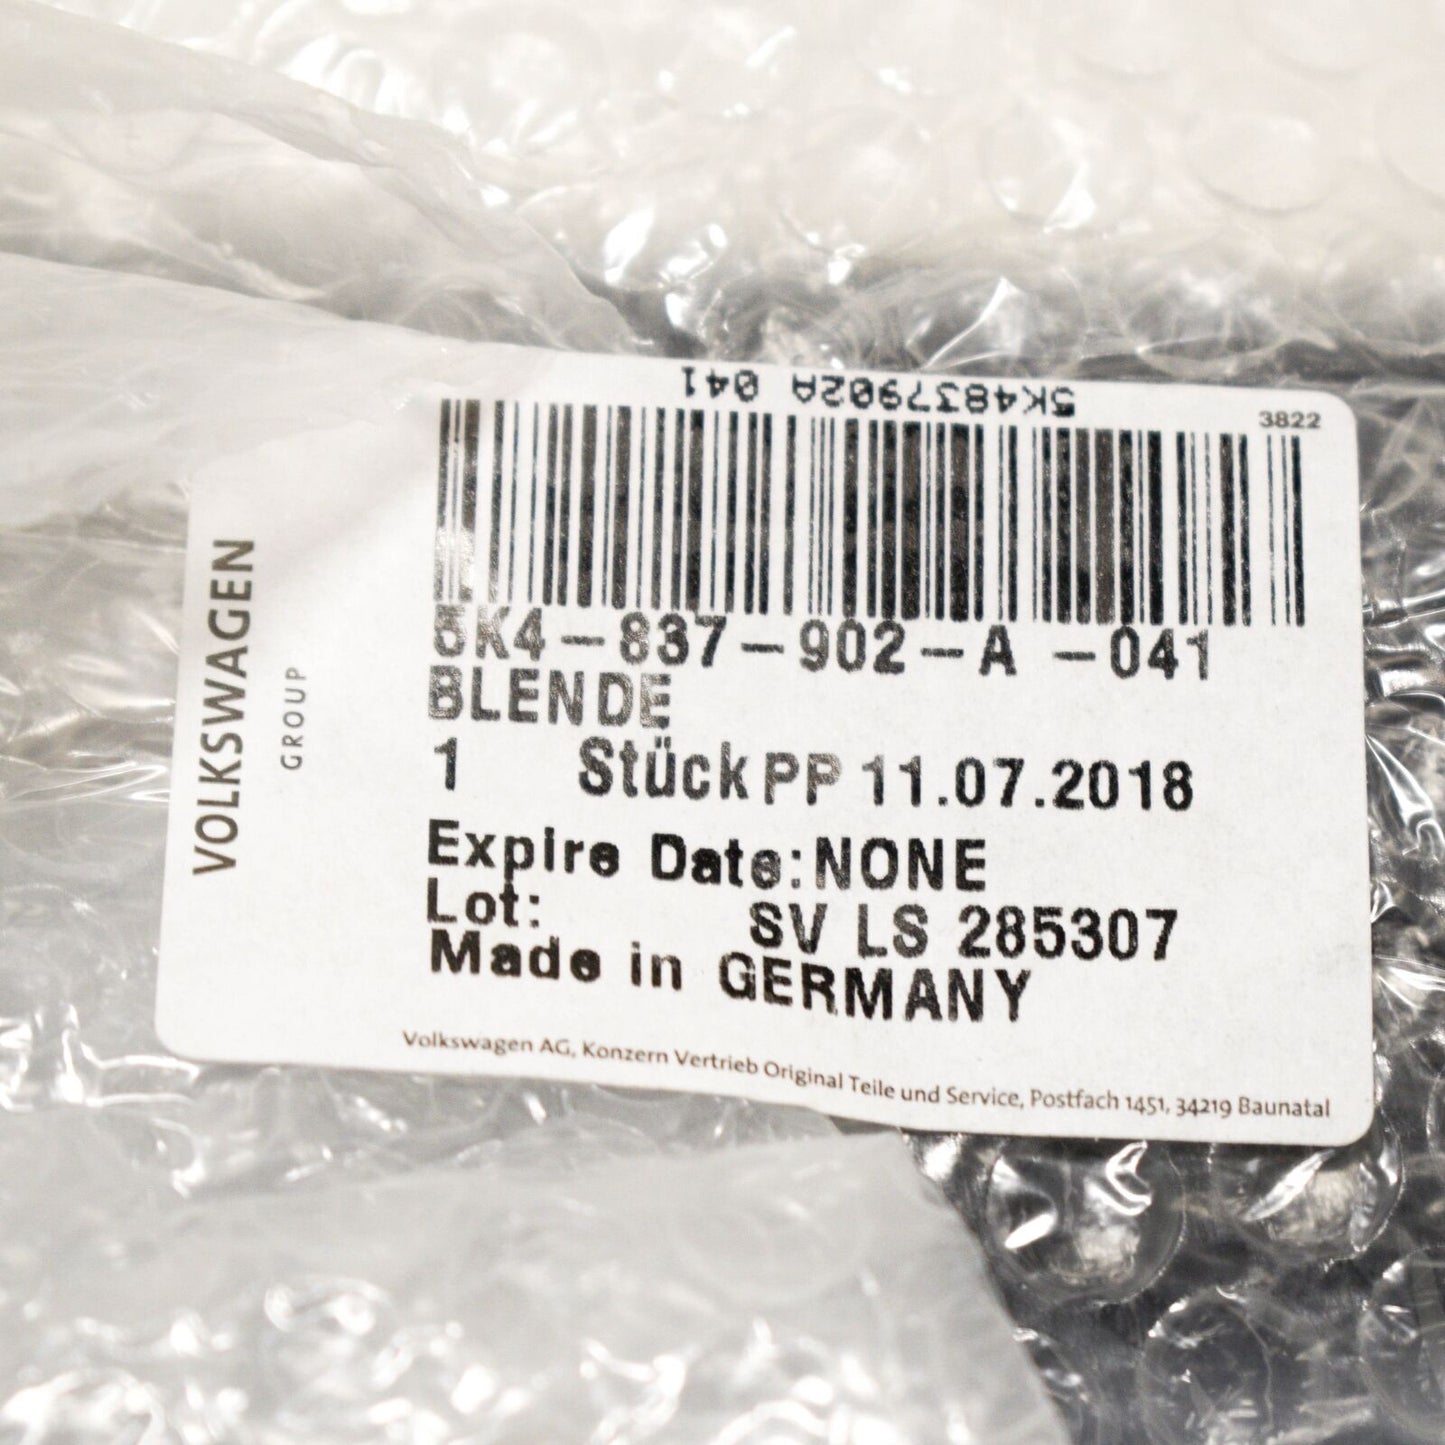 5K4837902A 041
3822
VOLKSWAGEN
GROUP
5K4-837-902-A -041
BLENDE
1 Stück PP 11.07.2018
Expire Date:NONE
Lot: SV LS 285307
Made in GERMANY
Volkswagen AG, Konzern Vertrieb Original Teile und Service, Postfach 1451, 34219 Baunatal